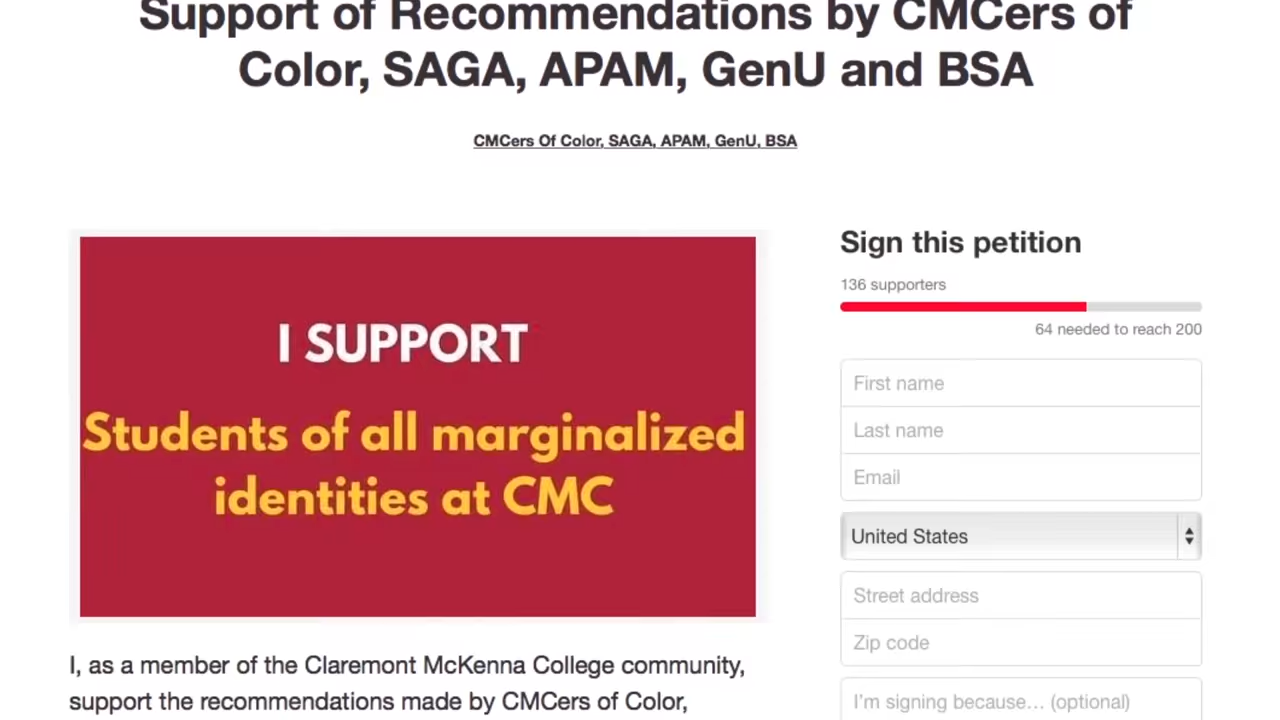 Support of Recommendations by CMCers of
Color, SAGA, APAM, GenU and BSA
CMCers Of Color, SAGA, APAM, GenU, BSA
I SUPPORT
Students of all marginalized
identities at CMC
I, as a member of the Claremont McKenna College community,
support the recommendations made by CMCers of Color,
Sign this petition
136 supporters
64 needed to reach 200
First name
Last name
Email
United States
Street address
Zip code
I'm signing because... (optional)